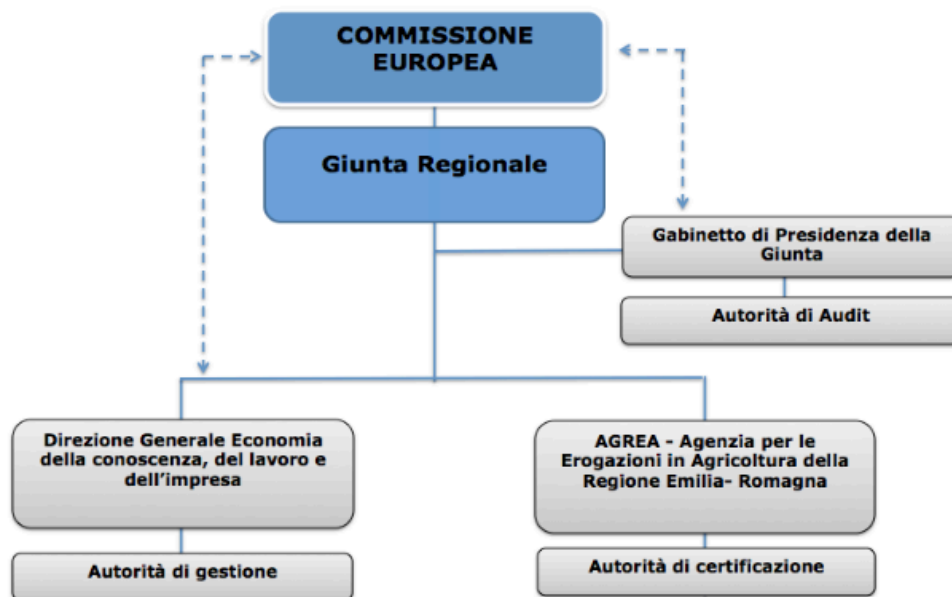 COMMISSIONE
EUROPEA
Giunta Regionale
Gabinetto di Presidenza della
Giunta
Autorità di Audit
Direzione Generale Economia
della conoscenza, del lavoro e
dell'impresa
AGREA - Agenzia per le
Erogazioni in Agricoltura della
Regione Emilia- Romagna
Autorità di gestione
Autorità di certificazione